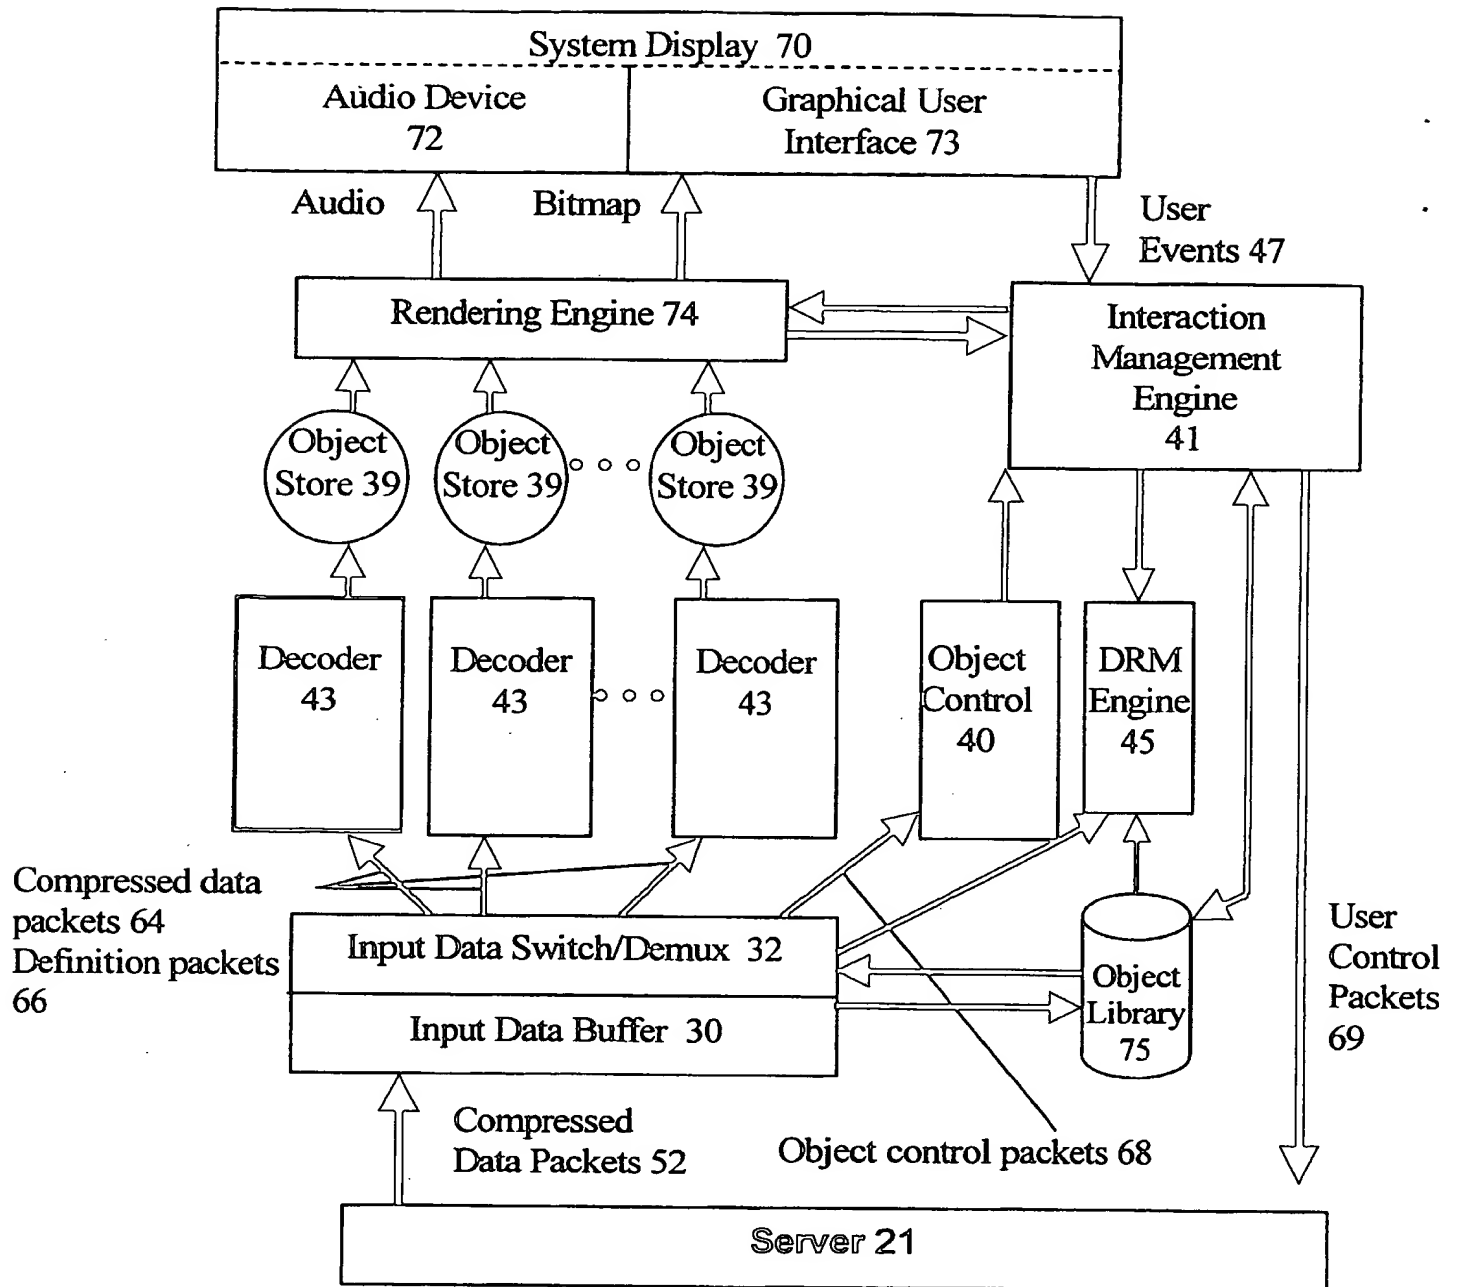 System Display 70
Audio Device
72
Graphical User
Interface 73
Audio
Bitmap
User
Events 47
Rendering Engine 74
Interaction
Management
Engine
41
Object
Store 39
Object
Store 39
Object
Store 39
Decoder
43
Decoder
43
Decoder
43
Object
Control
40
DRM
Engine
45
Compressed data
packets 64
Definition packets
66
Input Data Switch/Demux 32
Input Data Buffer 30
Object
Library
75
User
Control
Packets
69
Compressed
Data Packets 52
Object control packets 68
Server 21